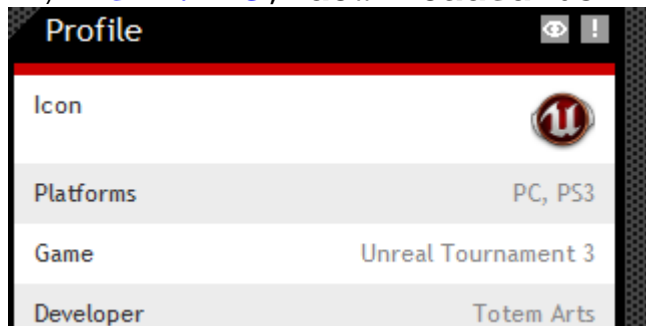 Profile
Icon
Platforms PC, PS3
Game Unreal Tournament 3
Developer Totem Arts